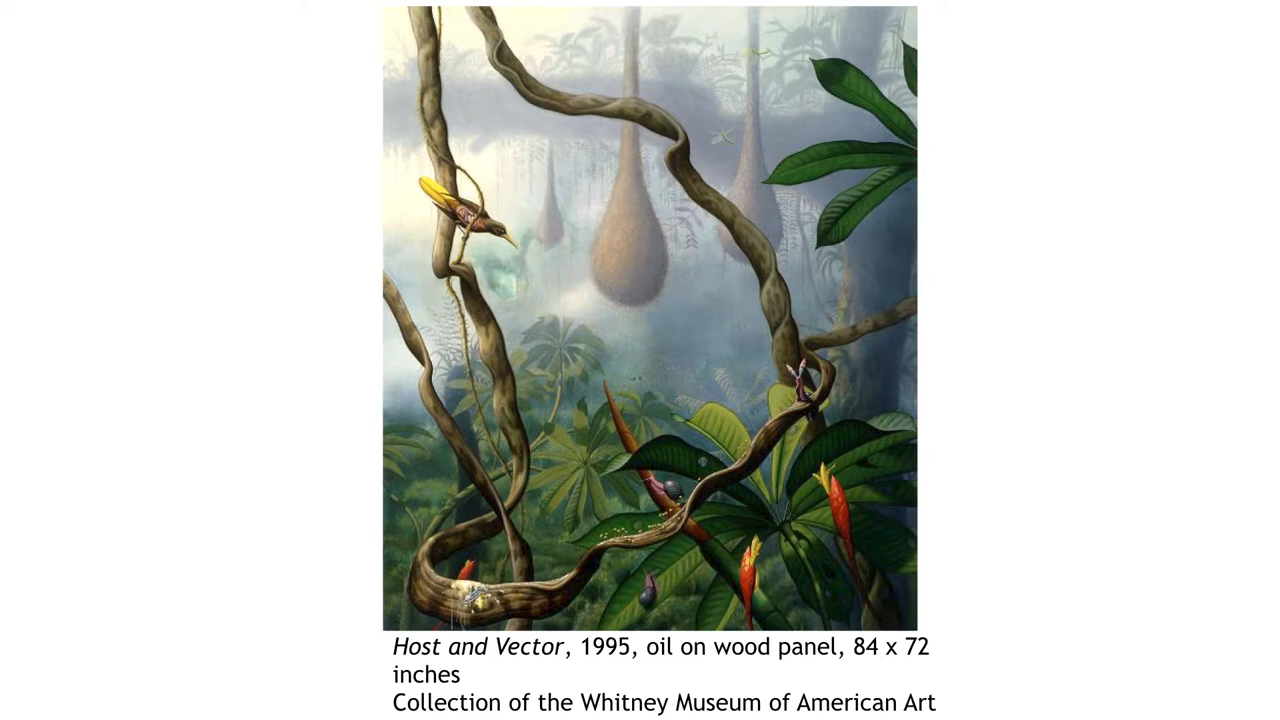 Host and Vector, 1995, oil on wood panel, 84 x 72
inches
Collection of the Whitney Museum of American Art